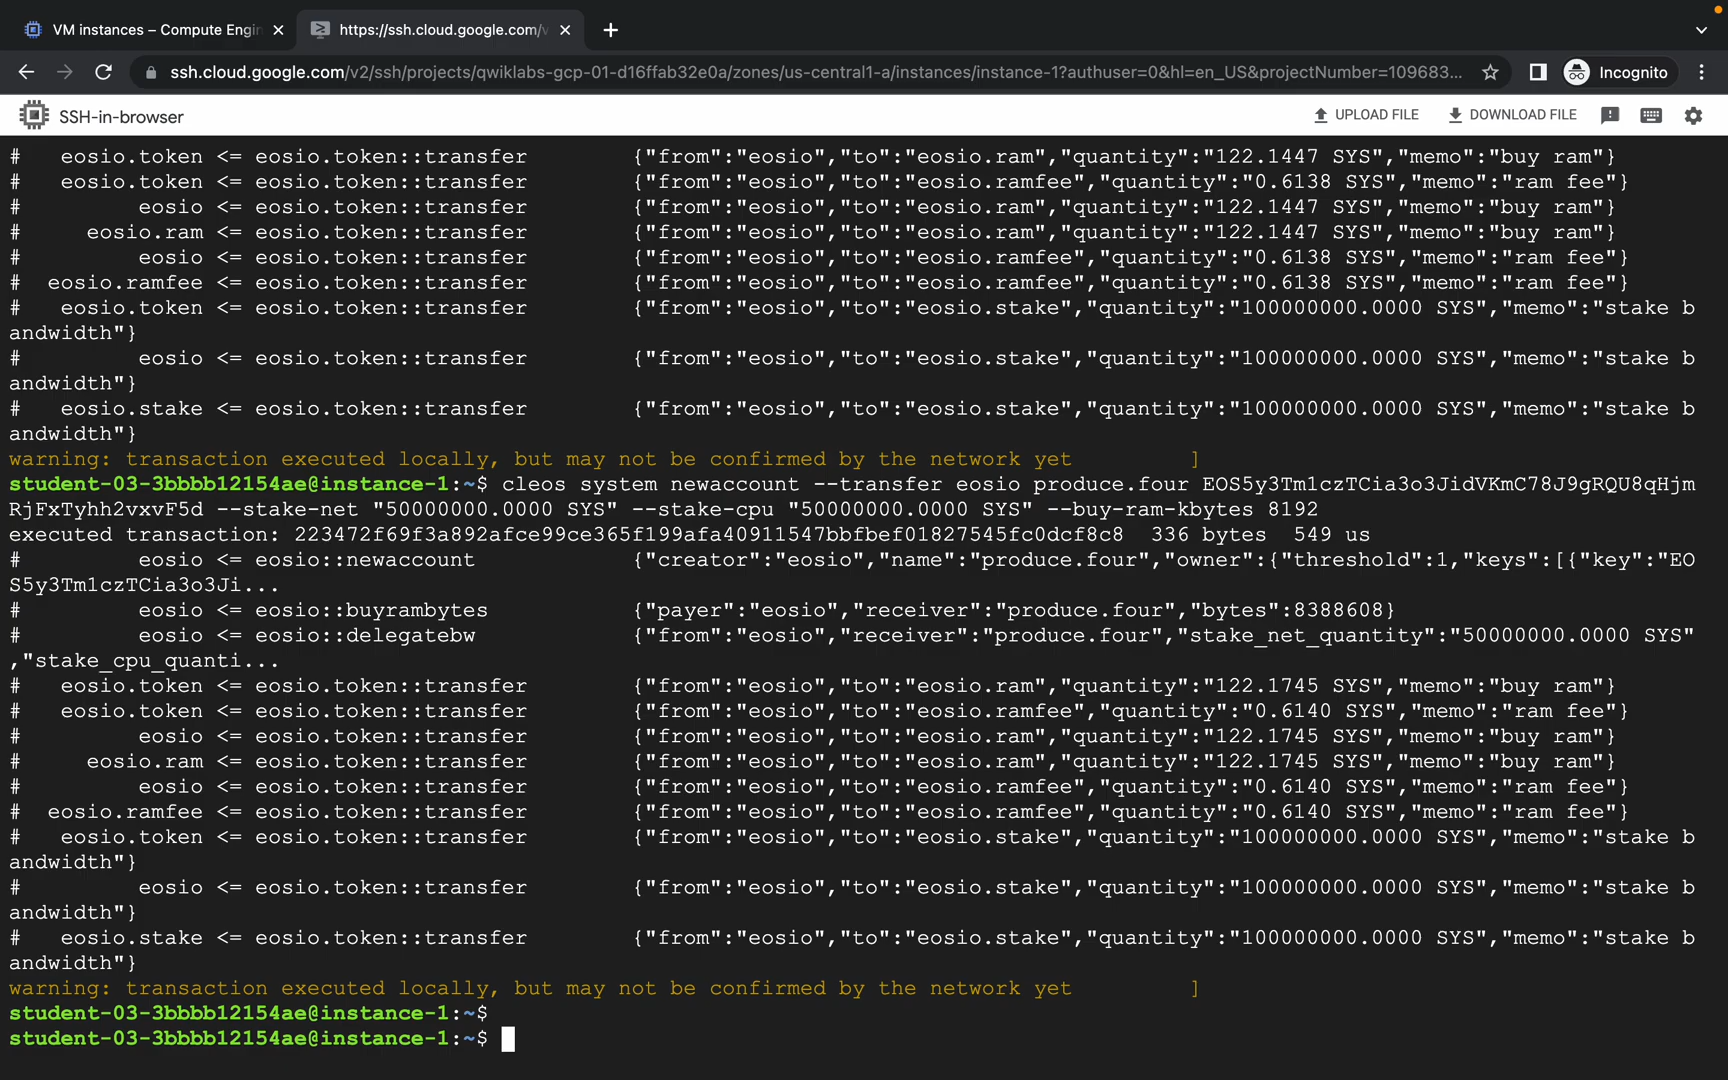 VM instances – Compute Engin
https://ssh.cloud.google.com/v
ssh.cloud.google.com/v2/ssh/projects/qwiklabs-gcp-01-d16ffab32e0a/zones/us-central1-a/instances/instance-1?authuser=0&hl=en_US&projectNumber=109683...
Incognito
SSH-in-browser
UPLOAD FILE
DOWNLOAD FILE
#   eosio.token <= eosio.token::transfer        {"from":"eosio","to":"eosio.ram","quantity":"122.1447 SYS","memo":"buy ram"}
#   eosio.token <= eosio.token::transfer        {"from":"eosio","to":"eosio.ramfee","quantity":"0.6138 SYS","memo":"ram fee"}
#         eosio <= eosio.token::transfer        {"from":"eosio","to":"eosio.ram","quantity":"122.1447 SYS","memo":"buy ram"}
#     eosio.ram <= eosio.token::transfer        {"from":"eosio","to":"eosio.ram","quantity":"122.1447 SYS","memo":"buy ram"}
#         eosio <= eosio.token::transfer        {"from":"eosio","to":"eosio.ramfee","quantity":"0.6138 SYS","memo":"ram fee"}
#  eosio.ramfee <= eosio.token::transfer        {"from":"eosio","to":"eosio.ramfee","quantity":"0.6138 SYS","memo":"ram fee"}
#   eosio.token <= eosio.token::transfer        {"from":"eosio","to":"eosio.stake","quantity":"100000000.0000 SYS","memo":"stake b
andwidth"}
#         eosio <= eosio.token::transfer        {"from":"eosio","to":"eosio.stake","quantity":"100000000.0000 SYS","memo":"stake b
andwidth"}
#   eosio.stake <= eosio.token::transfer        {"from":"eosio","to":"eosio.stake","quantity":"100000000.0000 SYS","memo":"stake b
andwidth"}
warning: transaction executed locally, but may not be confirmed by the network yet         ]
student-03-3bbbb12154ae@instance-1:~$ cleos system newaccount --transfer eosio produce.four EOS5y3Tm1czTCia3o3JidVKmC78J9gRQU8qHjm
RjFxTyhh2vxvF5d --stake-net "50000000.0000 SYS" --stake-cpu "50000000.0000 SYS" --buy-ram-kbytes 8192
executed transaction: 223472f69f3a892afce99ce365f199afa40911547bbfbef01827545fc0dcf8c8  336 bytes  549 us
#         eosio <= eosio::newaccount            {"creator":"eosio","name":"produce.four","owner":{"threshold":1,"keys":[{"key":"EO
S5y3Tm1czTCia3o3Ji...
#         eosio <= eosio::buyrambytes           {"payer":"eosio","receiver":"produce.four","bytes":8388608}
#         eosio <= eosio::delegatebw            {"from":"eosio","receiver":"produce.four","stake_net_quantity":"50000000.0000 SYS"
,"stake_cpu_quanti...
#   eosio.token <= eosio.token::transfer        {"from":"eosio","to":"eosio.ram","quantity":"122.1745 SYS","memo":"buy ram"}
#   eosio.token <= eosio.token::transfer        {"from":"eosio","to":"eosio.ramfee","quantity":"0.6140 SYS","memo":"ram fee"}
#         eosio <= eosio.token::transfer        {"from":"eosio","to":"eosio.ram","quantity":"122.1745 SYS","memo":"buy ram"}
#     eosio.ram <= eosio.token::transfer        {"from":"eosio","to":"eosio.ram","quantity":"122.1745 SYS","memo":"buy ram"}
#         eosio <= eosio.token::transfer        {"from":"eosio","to":"eosio.ramfee","quantity":"0.6140 SYS","memo":"ram fee"}
#  eosio.ramfee <= eosio.token::transfer        {"from":"eosio","to":"eosio.ramfee","quantity":"0.6140 SYS","memo":"ram fee"}
#   eosio.token <= eosio.token::transfer        {"from":"eosio","to":"eosio.stake","quantity":"100000000.0000 SYS","memo":"stake b
andwidth"}
#         eosio <= eosio.token::transfer        {"from":"eosio","to":"eosio.stake","quantity":"100000000.0000 SYS","memo":"stake b
andwidth"}
#   eosio.stake <= eosio.token::transfer        {"from":"eosio","to":"eosio.stake","quantity":"100000000.0000 SYS","memo":"stake b
andwidth"}
warning: transaction executed locally, but may not be confirmed by the network yet         ]
student-03-3bbbb12154ae@instance-1:~$
student-03-3bbbb12154ae@instance-1:~$